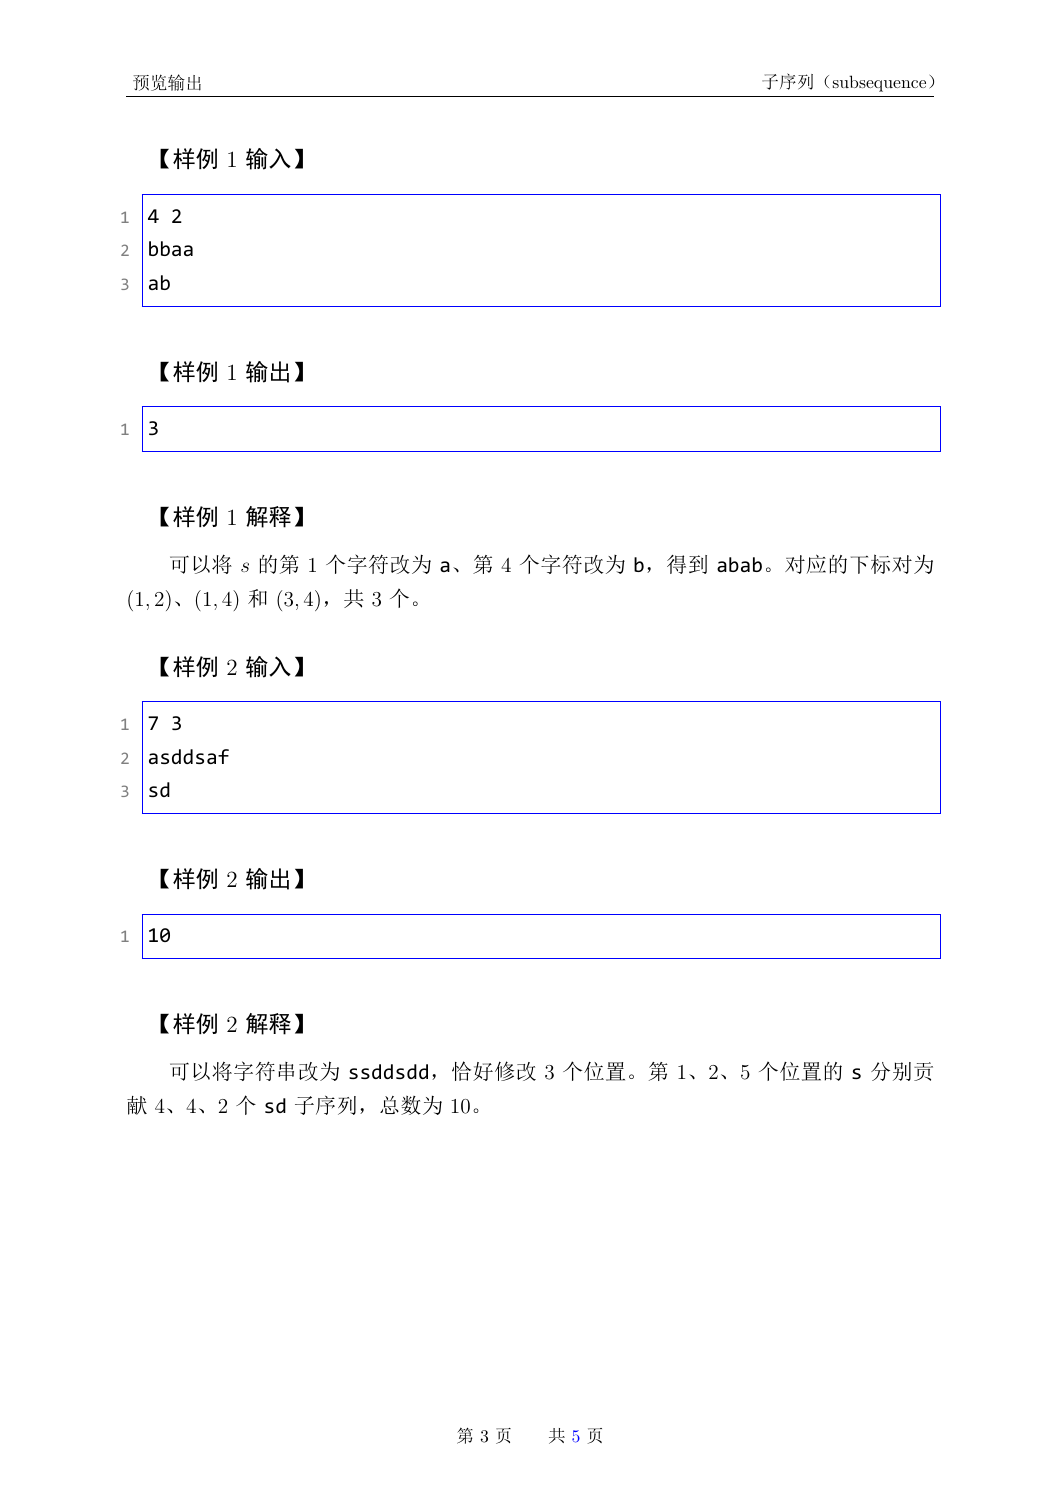 预览输出 子序列（subsequence）
【样例 1 输入】
1 4 2
2 bbaa
3 ab
【样例 1 输出】
1 3
【样例 1 解释】
可以将 s 的第 1 个字符改为 a、第 4 个字符改为 b，得到 abab。对应的下标对为
(1, 2)、(1, 4) 和 (3, 4)，共 3 个。
【样例 2 输入】
1 7 3
2 asddsaf
3 sd
【样例 2 输出】
1 10
【样例 2 解释】
可以将字符串改为 ssddsdd，恰好修改 3 个位置。第 1、2、5 个位置的 s 分别贡
献 4、4、2 个 sd 子序列，总数为 10。
第 3 页 共 5 页